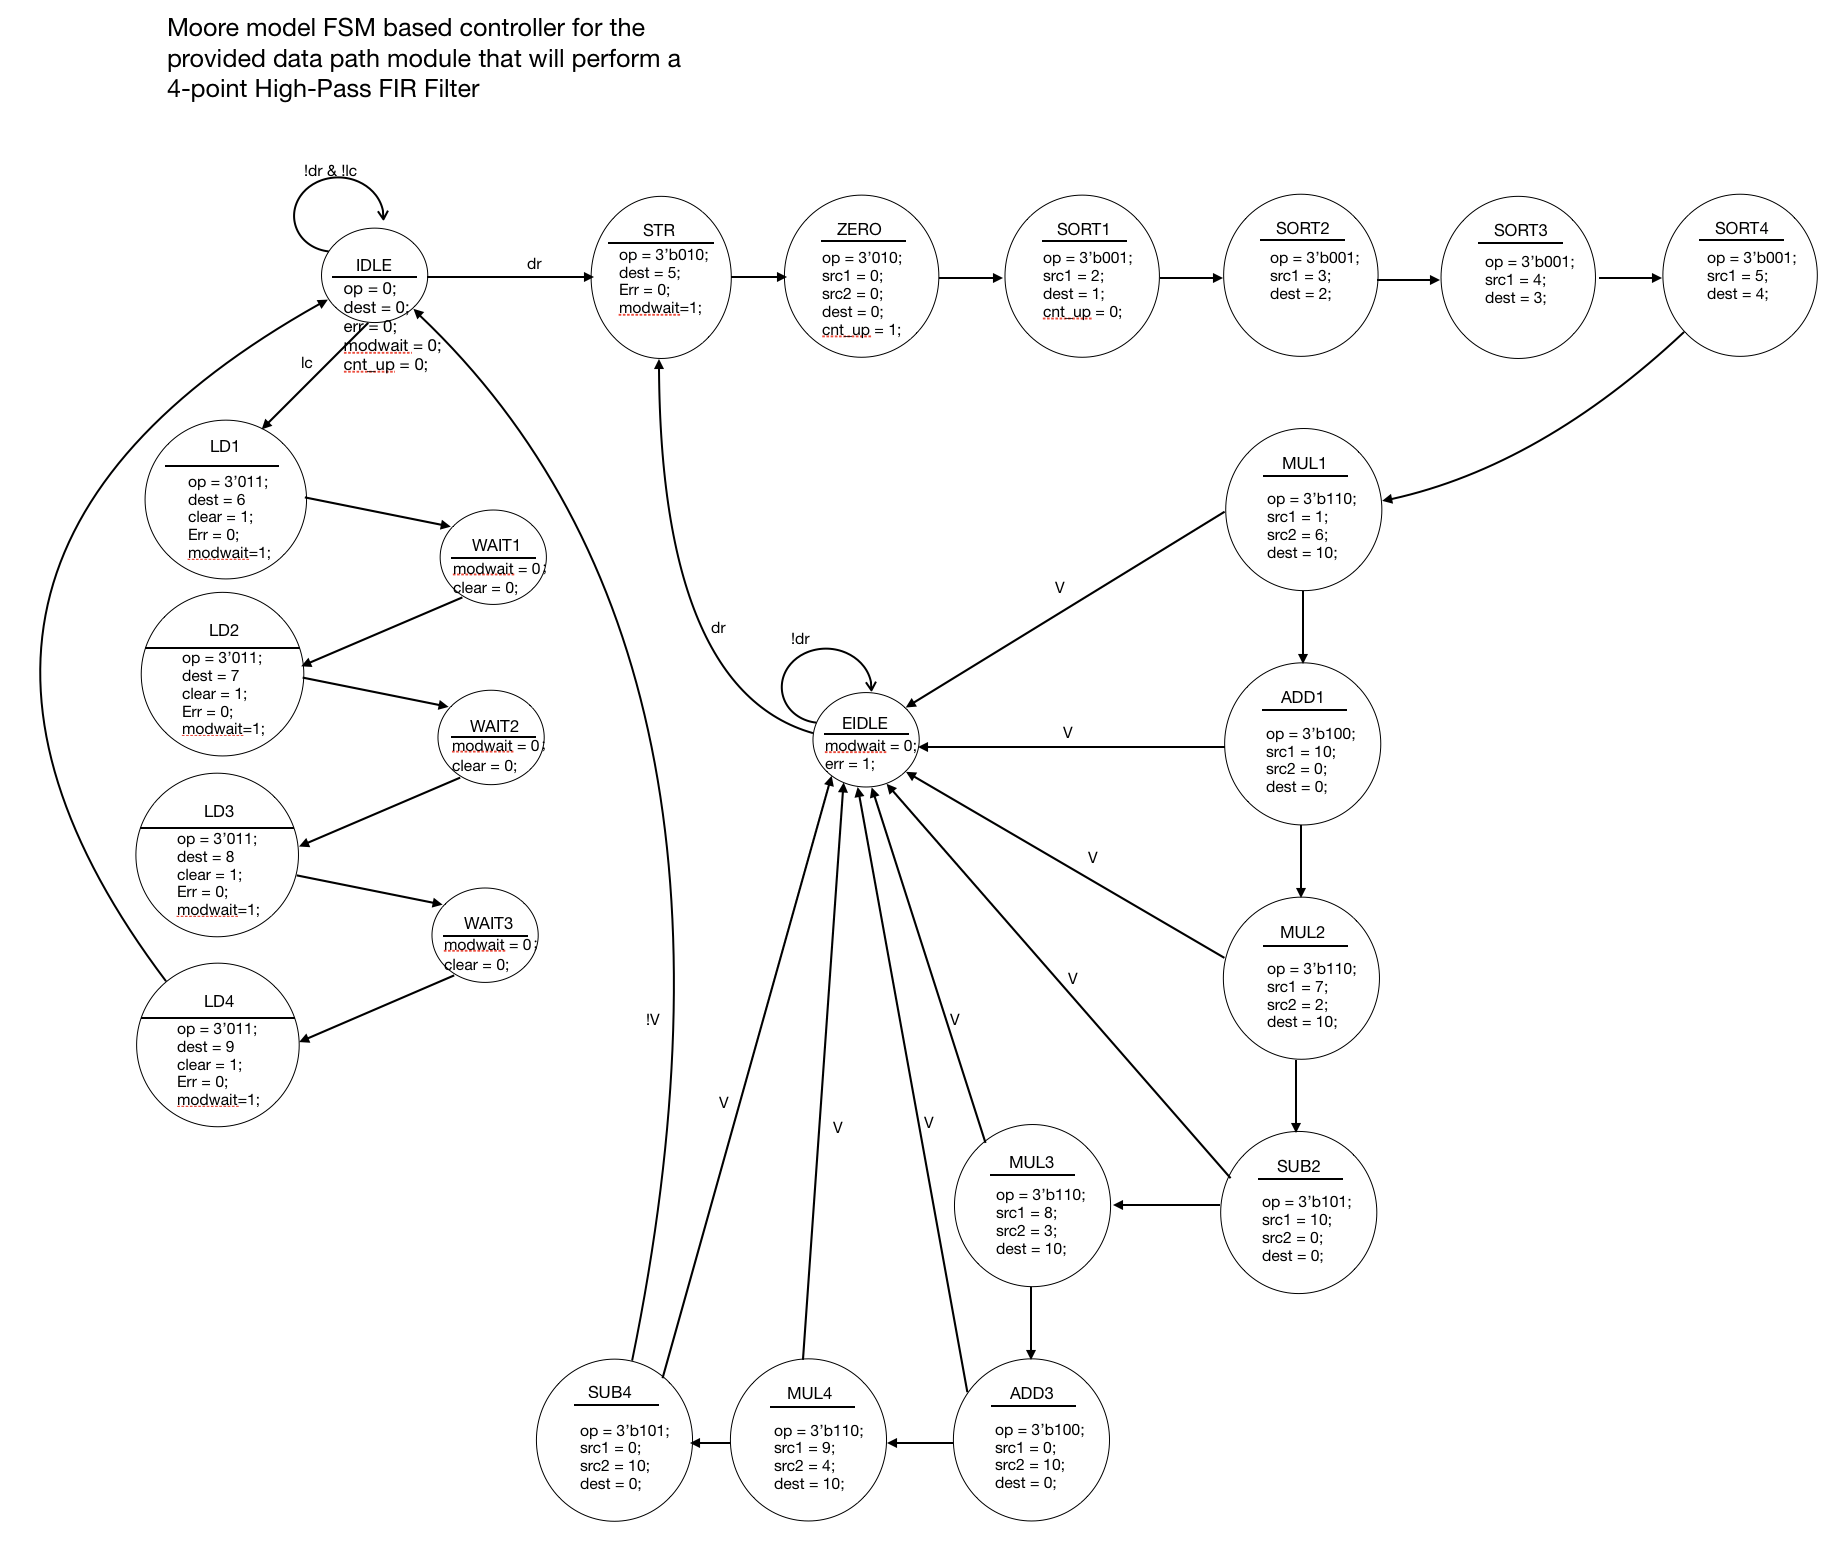 Moore model FSM based controller for the
provided data path module that will perform a
4-point High-Pass FIR Filter
!dr & !lc
IDLE
op = 0;
dest = 0;
err = 0;
modwait = 0;
cnt_up = 0;
dr
STR
op = 3'b010;
dest = 5;
Err = 0;
modwait=1;
ZERO
op = 3'010;
src1 = 0;
src2 = 0;
dest = 0;
cnt_up = 1;
SORT1
op = 3'b001;
src1 = 2;
dest = 1;
cnt_up = 0;
SORT2
op = 3'b001;
src1 = 3;
dest = 2;
SORT3
op = 3'b001;
src1 = 4;
dest = 3;
SORT4
op = 3'b001;
src1 = 5;
dest = 4;
lc
LD1
op = 3'011;
dest = 6
clear = 1;
Err = 0;
modwait=1;
WAIT1
modwait = 0;
clear = 0;
LD2
op = 3'011;
dest = 7
clear = 1;
Err = 0;
modwait=1;
WAIT2
modwait = 0;
clear = 0;
LD3
op = 3'011;
dest = 8
clear = 1;
Err = 0;
modwait=1;
WAIT3
modwait = 0;
clear = 0;
LD4
op = 3'011;
dest = 9
clear = 1;
Err = 0;
modwait=1;
MUL1
op = 3'b110;
src1 = 1;
src2 = 6;
dest = 10;
V
dr
!dr
EIDLE
modwait = 0;
err = 1;
V
ADD1
op = 3'b100;
src1 = 10;
src2 = 0;
dest = 0;
V
MUL2
op = 3'b110;
src1 = 7;
src2 = 2;
dest = 10;
V
SUB2
op = 3'b101;
src1 = 10;
src2 = 0;
dest = 0;
V
MUL3
op = 3'b110;
src1 = 8;
src2 = 3;
dest = 10;
!V
V
V
V
SUB4
op = 3'b101;
src1 = 0;
src2 = 10;
dest = 0;
MUL4
op = 3'b110;
src1 = 9;
src2 = 4;
dest = 10;
ADD3
op = 3'b100;
src1 = 0;
src2 = 10;
dest = 0;